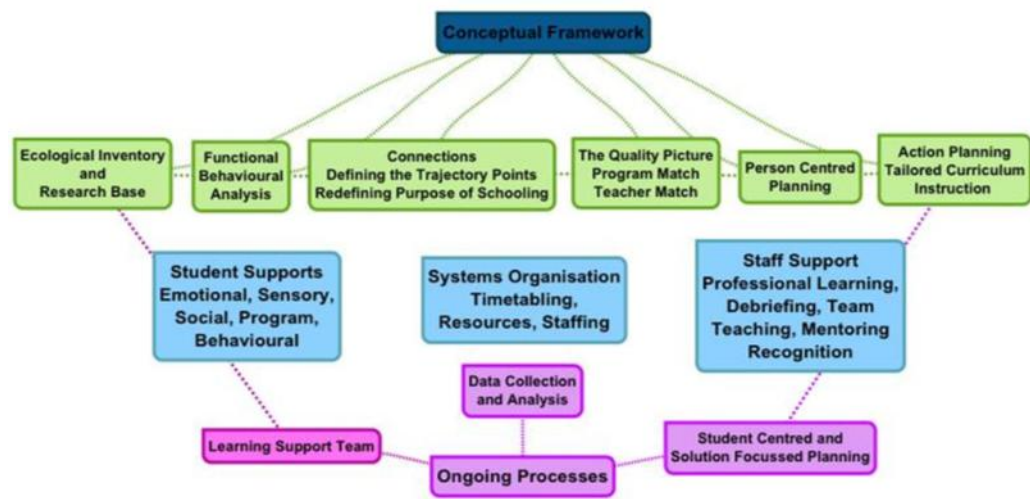 Conceptual Framework
Ecological Inventory
and
Research Base
Functional
Behavioural
Analysis
Connections
Defining the Trajectory Points
Redefining Purpose of Schooling
The Quality Picture
Program Match
Teacher Match
Person Centred
Planning
Action Planning
Tailored Curriculum
Instruction
Student Supports
Emotional, Sensory,
Social, Program,
Behavioural
Systems Organisation
Timetabling,
Resources, Staffing
Staff Support
Professional Learning,
Debriefing, Team
Teaching, Mentoring
Recognition
Data Collection
and Analysis
Learning Support Team
Ongoing Processes
Student Centred and
Solution Focussed Planning